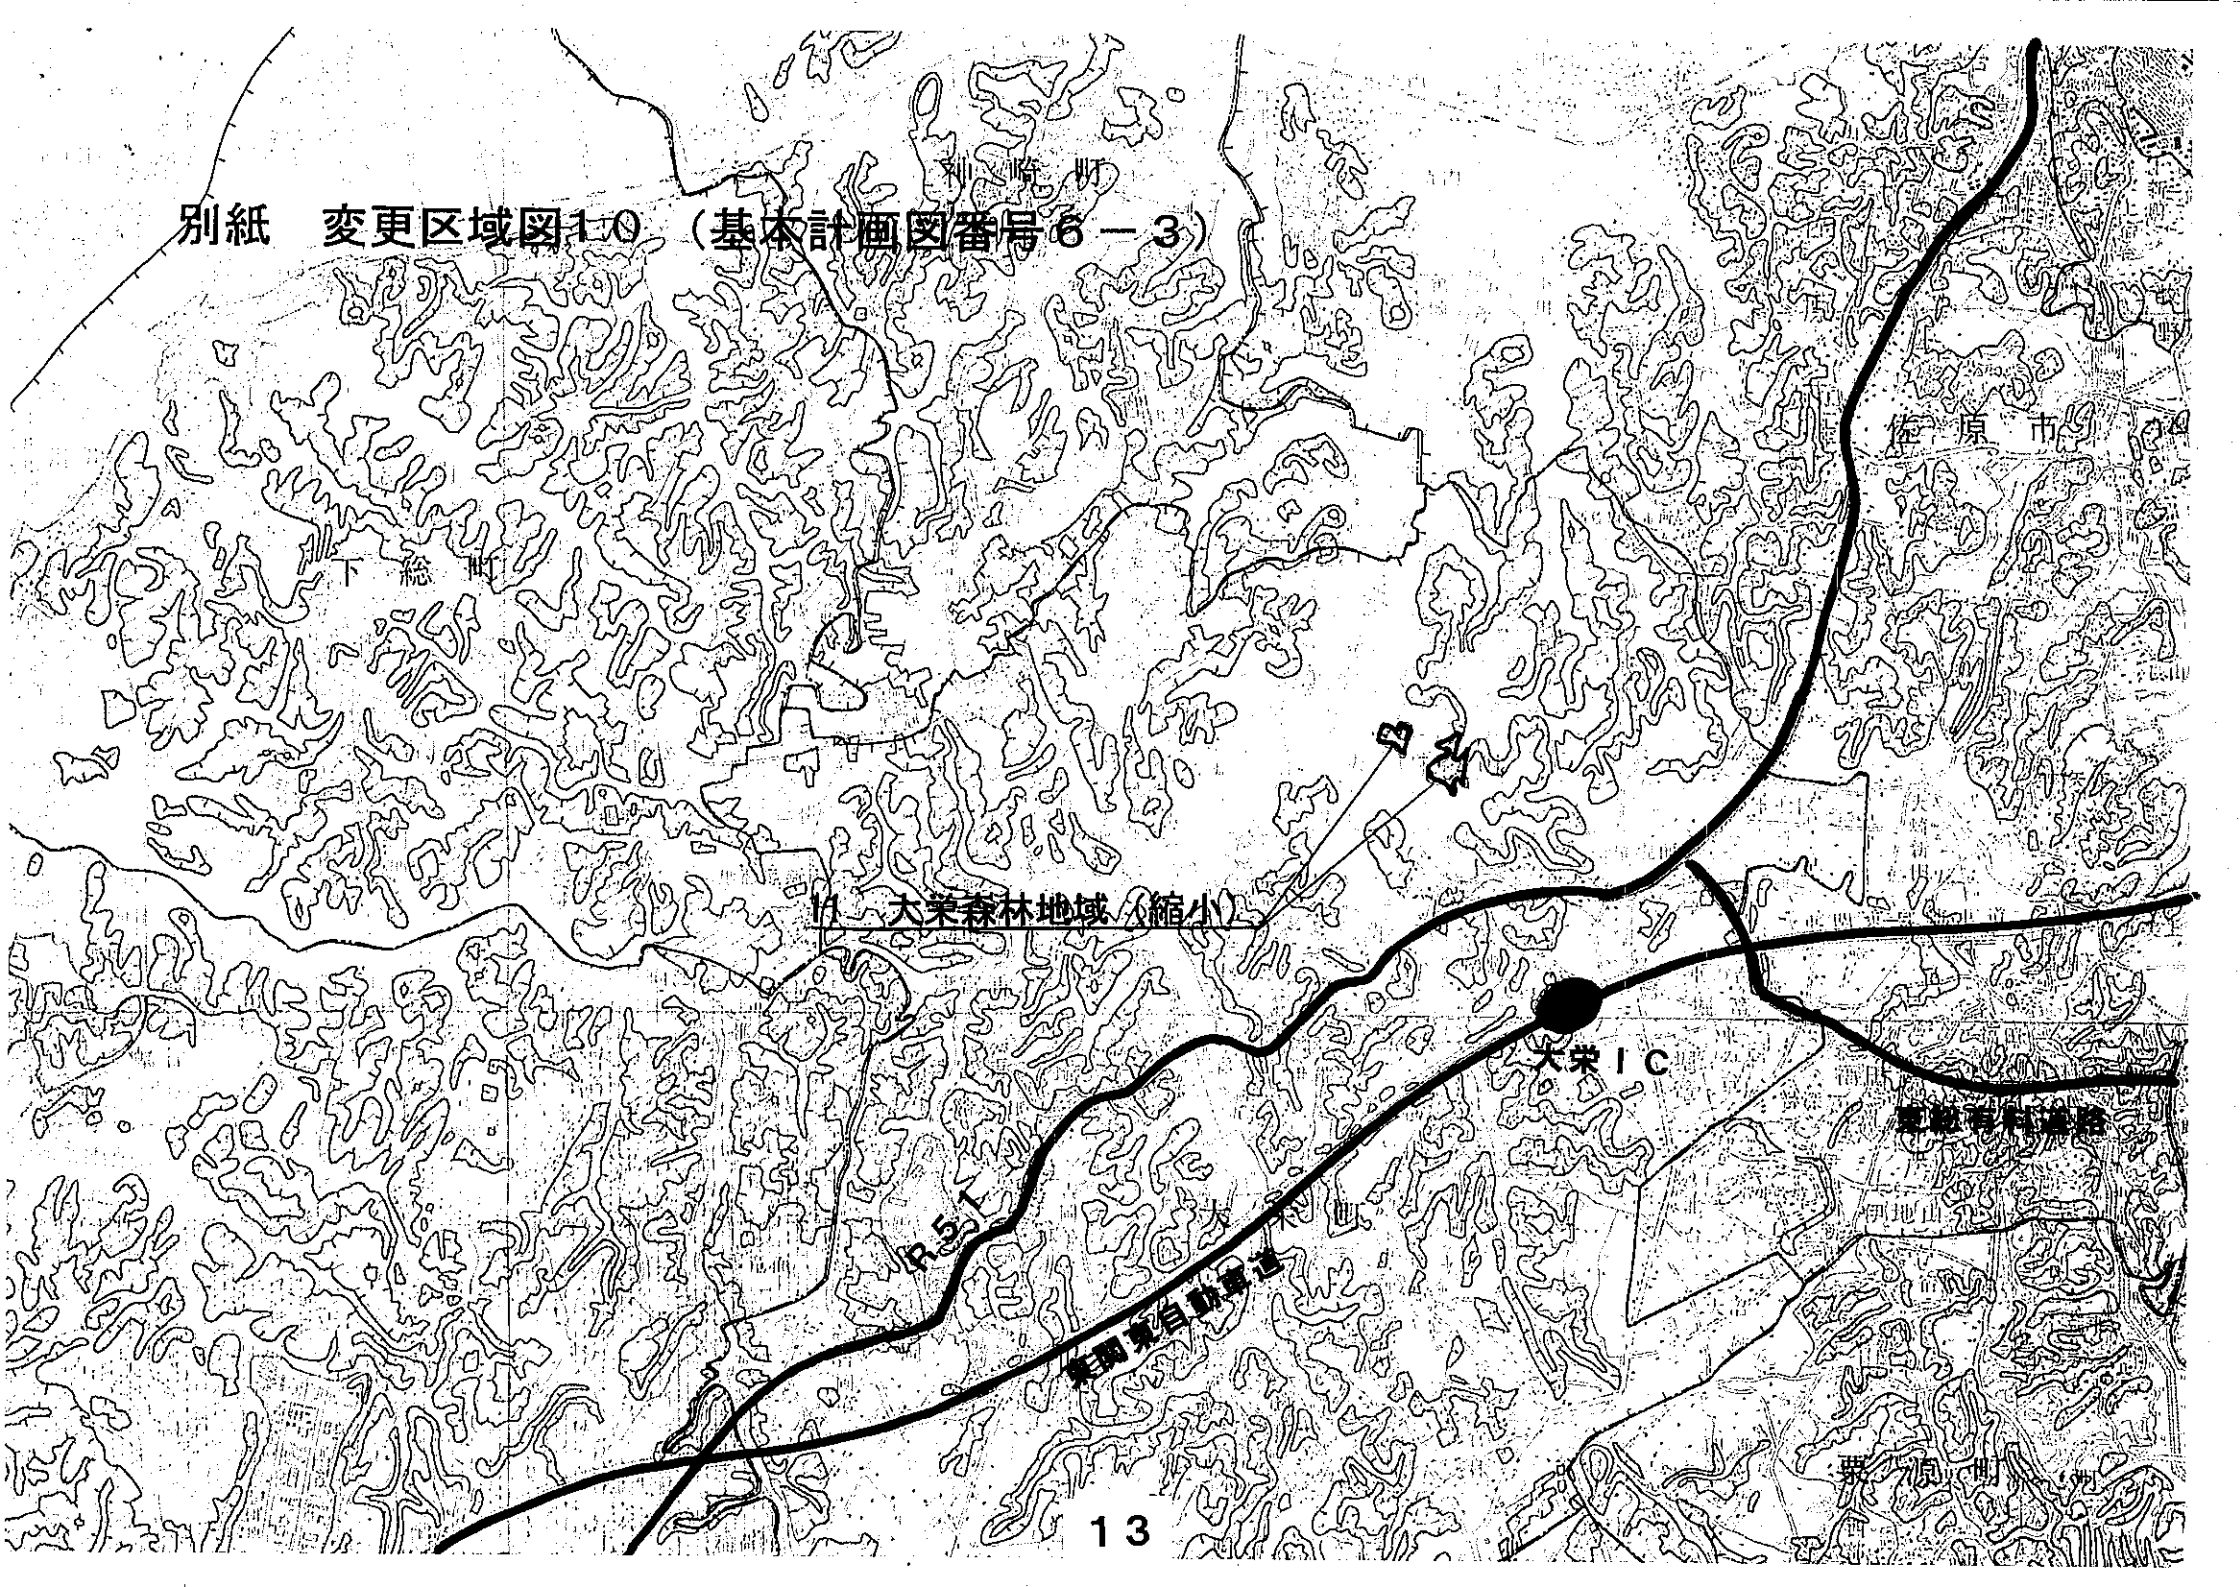 神崎町
別紙　変更区域図10　（基本計画図番号6－3）
佐原市
下総町
11　大栄森林地域（縮小）
大栄IC
東総有料道路
R51
大栄町
東関東自動車道
栗源町
13